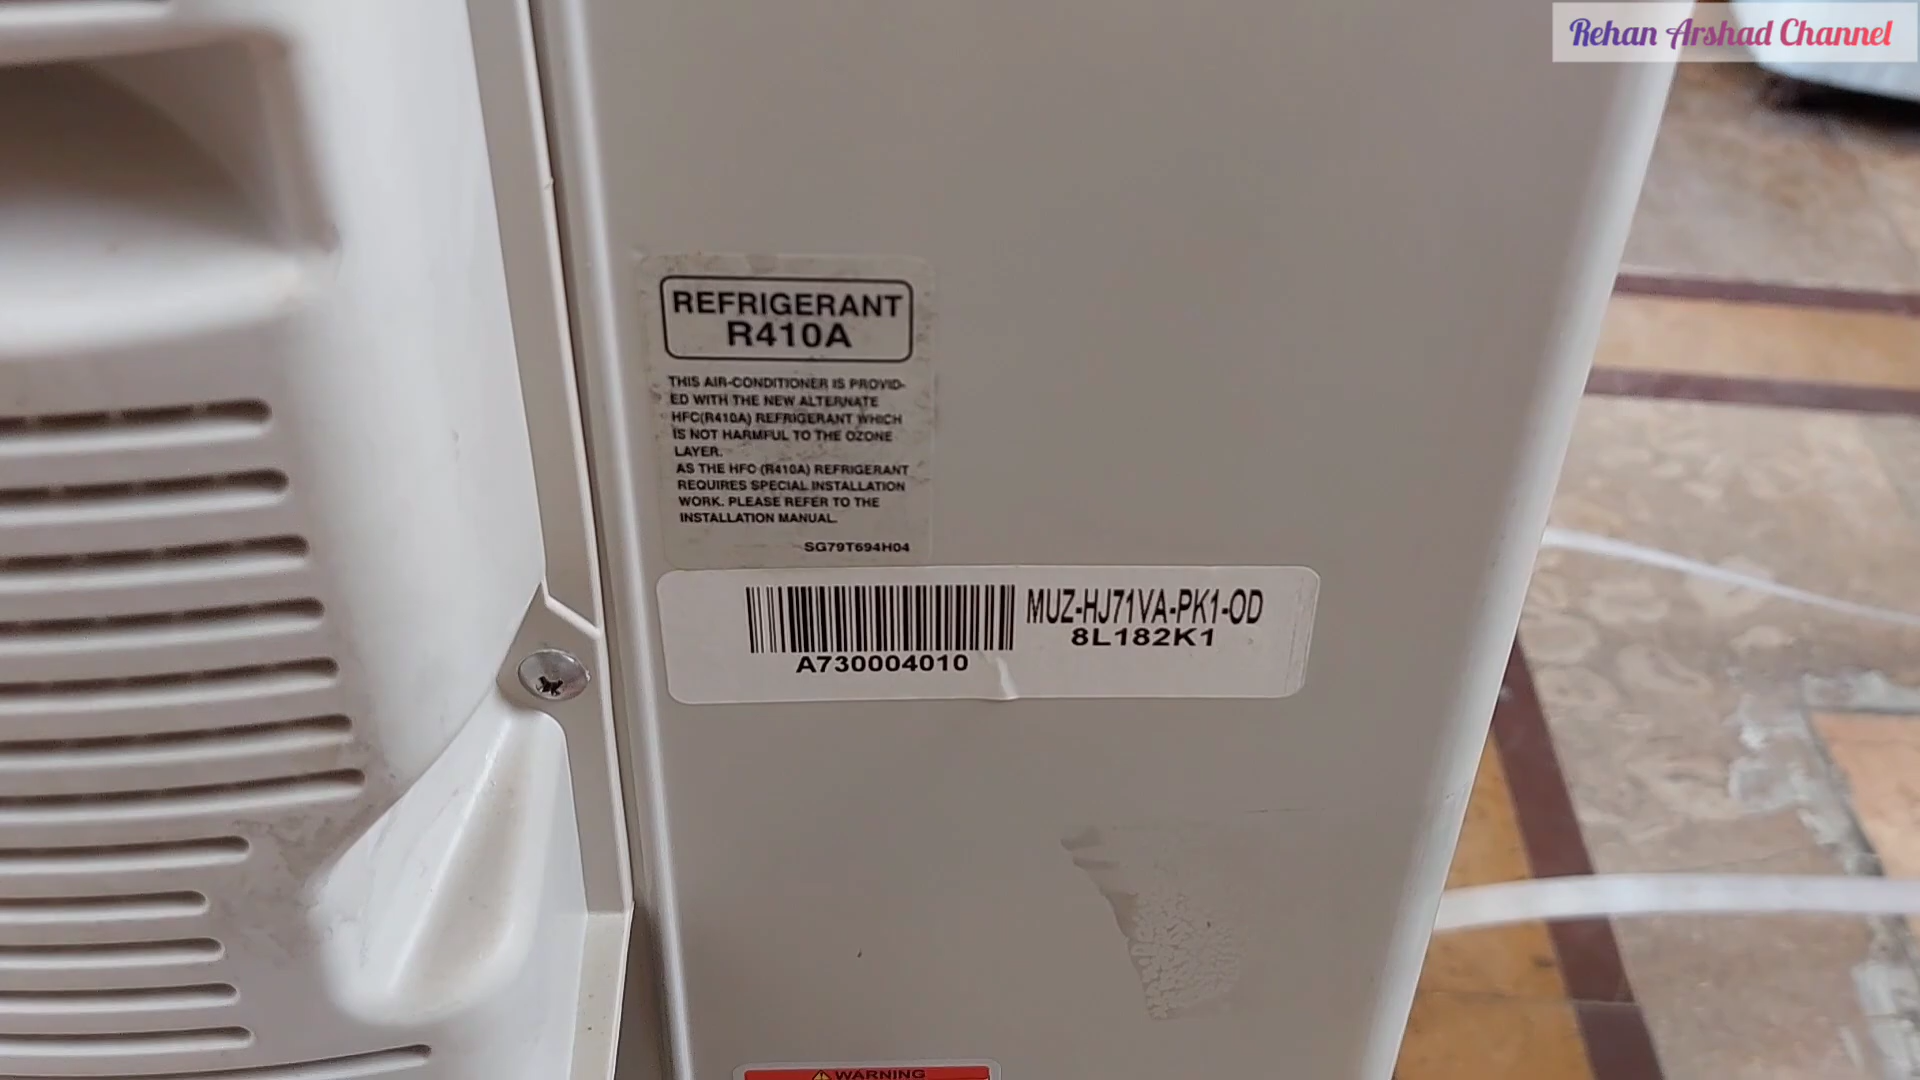 Rehan Arshad Channel
REFRIGERANT
R410A
THIS AIR-CONDITIONER IS PROVID-
ED WITH THE NEW ALTERNATE
HFC(R410A) REFRIGERANT WHICH
IS NOT HARMFUL TO THE OZONE
LAYER.
AS THE HFC (R410A) REFRIGERANT
REQUIRES SPECIAL INSTALLATION
WORK. PLEASE REFER TO THE
INSTALLATION MANUAL.
SG79T694H04
MUZ-HJ71VA-PK1-OD
8L182K1
A730004010
WARNING